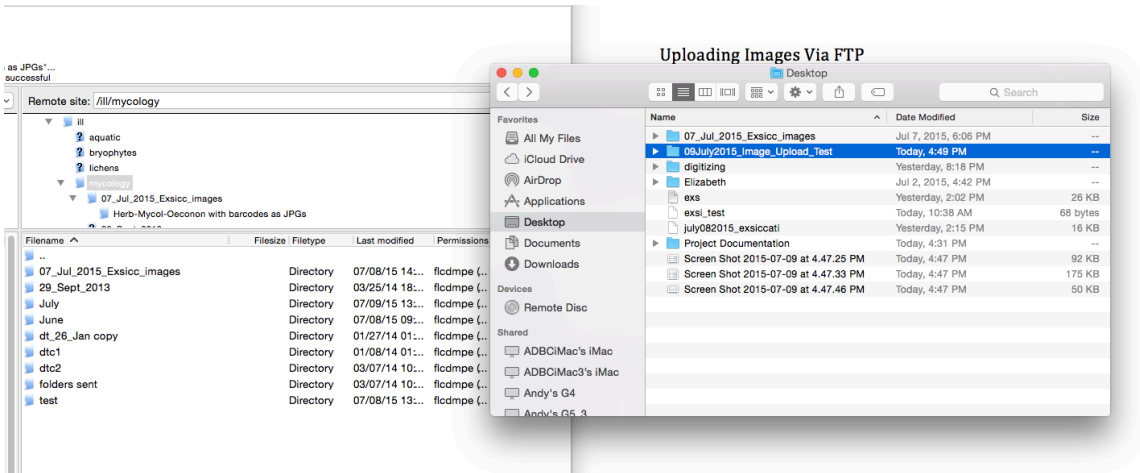 as JPGs"...
successful
Remote site: /ill/mycology
ill
aquatic
bryophytes
lichens
mycology
07_Jul_2015_Exsicc_images
Herb-Mycol-Oeconon with barcodes as JPGs
Filename Filesize Filetype Last modified Permissions
..
07_Jul_2015_Exsicc_images Directory 07/08/15 14:... flcdmpe (...
29_Sept_2013 Directory 03/25/14 18:... flcdmpe (...
July Directory 07/09/15 13:... flcdmpe (...
June Directory 07/08/15 09:... flcdmpe (...
dt_26_Jan copy Directory 01/27/14 01:... flcdmpe (...
dtc1 Directory 01/08/14 01:... flcdmpe (...
dtc2 Directory 03/07/14 10:... flcdmpe (...
folders sent Directory 03/07/14 10:... flcdmpe (...
test Directory 07/08/15 13:... flcdmpe (...
Uploading Images Via FTP
Desktop
Search
Favorites
All My Files
iCloud Drive
AirDrop
Applications
Desktop
Documents
Downloads
Devices
Remote Disc
Shared
ADBCiMac's iMac
ADBCiMac3's iMac
Andy's G4
Andy's G5 3
Name Date Modified Size
07_Jul_2015_Exsicc_images Jul 7, 2015, 6:06 PM --
09July2015_Image_Upload_Test Today, 4:49 PM --
digitizing Yesterday, 8:18 PM --
Elizabeth Jul 2, 2015, 4:42 PM --
exs Yesterday, 2:02 PM 26 KB
exsi_test Today, 10:38 AM 68 bytes
july082015_exsiccati Yesterday, 2:15 PM 16 KB
Project Documentation Today, 4:31 PM --
Screen Shot 2015-07-09 at 4.47.25 PM Today, 4:47 PM 92 KB
Screen Shot 2015-07-09 at 4.47.33 PM Today, 4:47 PM 175 KB
Screen Shot 2015-07-09 at 4.47.46 PM Today, 4:47 PM 50 KB